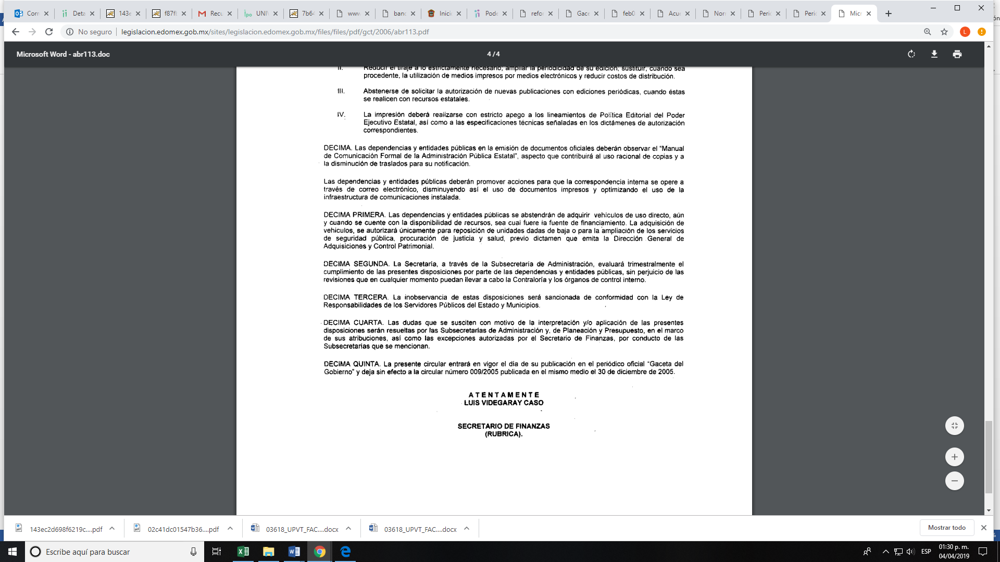 Corre
Deta
143e
f87fb
Recu
UNIV
7b64
www
banc
Inicio
Pode
refor
Gace
feb0
Acue
Norr
Perio
Perio
Micr
No seguro
legislacion.edomex.gob.mx/sites/legislacion.edomex.gob.mx/files/files/pdf/gct/2006/abr113.pdf
L
Microsoft Word - abr113.doc
4 / 4
II. Reducir el tiraje a lo estrictamente necesario; ampliar la periodicidad de su edición; sustituir, cuando sea
procedente, la utilización de medios impresos por medios electrónicos y reducir costos de distribución.
III. Abstenerse de solicitar la autorización de nuevas publicaciones con ediciones periódicas, cuando éstas
se realicen con recursos estatales.
IV. La impresión deberá realizarse con estricto apego a los lineamientos de Política Editorial del Poder
Ejecutivo Estatal, así como a las especificaciones técnicas señaladas en los dictámenes de autorización
correspondientes.
DECIMA. Las dependencias y entidades públicas en la emisión de documentos oficiales deberán observar el "Manual
de Comunicación Formal de la Administración Pública Estatal", aspecto que contribuirá al uso racional de copias y a
la disminución de traslados para su notificación.
Las dependencias y entidades públicas deberán promover acciones para que la correspondencia interna se opere a
través de correo electrónico, disminuyendo así el uso de documentos impresos y optimizando el uso de la
infraestructura de comunicaciones instalada.
DECIMA PRIMERA. Las dependencias y entidades públicas se abstendrán de adquirir vehículos de uso directo, aún
y cuando se cuente con la disponibilidad de recursos, sea cual fuere la fuente de financiamiento. La adquisición de
vehículos, se autorizará únicamente para reposición de unidades dadas de baja o para la ampliación de los servicios
de seguridad pública, procuración de justicia y salud, previo dictamen que emita la Dirección General de
Adquisiciones y Control Patrimonial.
DECIMA SEGUNDA. La Secretaría, a través de la Subsecretaría de Administración, evaluará trimestralmente el
cumplimiento de las presentes disposiciones por parte de las dependencias y entidades públicas, sin perjuicio de las
revisiones que en cualquier momento puedan llevar a cabo la Contraloría y los órganos de control interno.
DECIMA TERCERA. La inobservancia de estas disposiciones será sancionada de conformidad con la Ley de
Responsabilidades de los Servidores Públicos del Estado y Municipios.
DECIMA CUARTA. Las dudas que se susciten con motivo de la interpretación y/o aplicación de las presentes
disposiciones serán resueltas por las Subsecretarías de Administración y, de Planeación y Presupuesto, en el marco
de sus atribuciones, así como las excepciones autorizadas por el Secretario de Finanzas, por conducto de las
Subsecretarías que se mencionan.
DECIMA QUINTA. La presente circular entrará en vigor el día de su publicación en el periódico oficial "Gaceta del
Gobierno" y deja sin efecto a la circular número 009/2005 publicada en el mismo medio el 30 de diciembre de 2005.
A T E N T A M E N T E
LUIS VIDEGARAY CASO
SECRETARIO DE FINANZAS
(RUBRICA).
143ec2d698f6219c....pdf
02c41dc01547b36....pdf
03618_UPVT_FAC....docx
03618_UPVT_FAC....docx
Mostrar todo
Escribe aquí para buscar
ESP
01:30 p. m.
04/04/2019